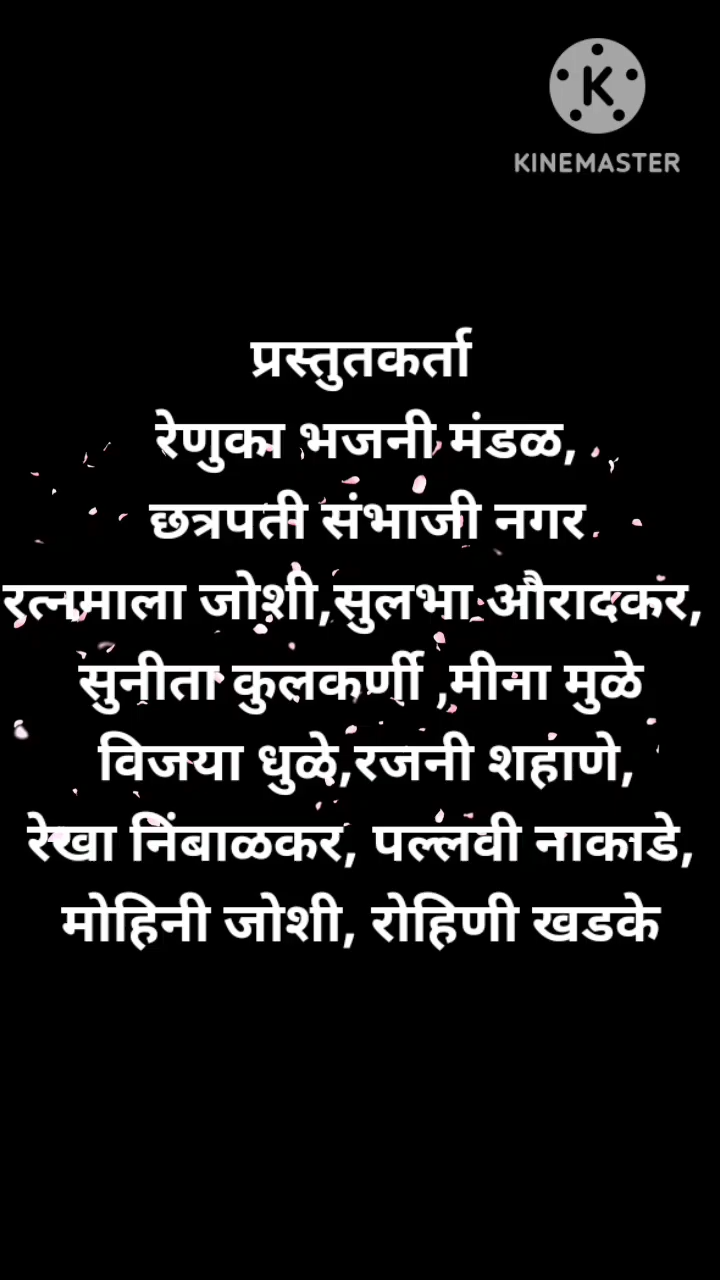 KINEMASTER
प्रस्तुतकर्ता
रेणुका भजनी मंडळ,
छत्रपती संभाजी नगर
रत्नमाला जोशी,सुलभा औरादकर,
सुनीता कुलकर्णी ,मीना मुळे
विजया धुळे,रजनी शहाणे,
रेखा निंबाळकर, पल्लवी नाकाडे,
मोहिनी जोशी, रोहिणी खडके